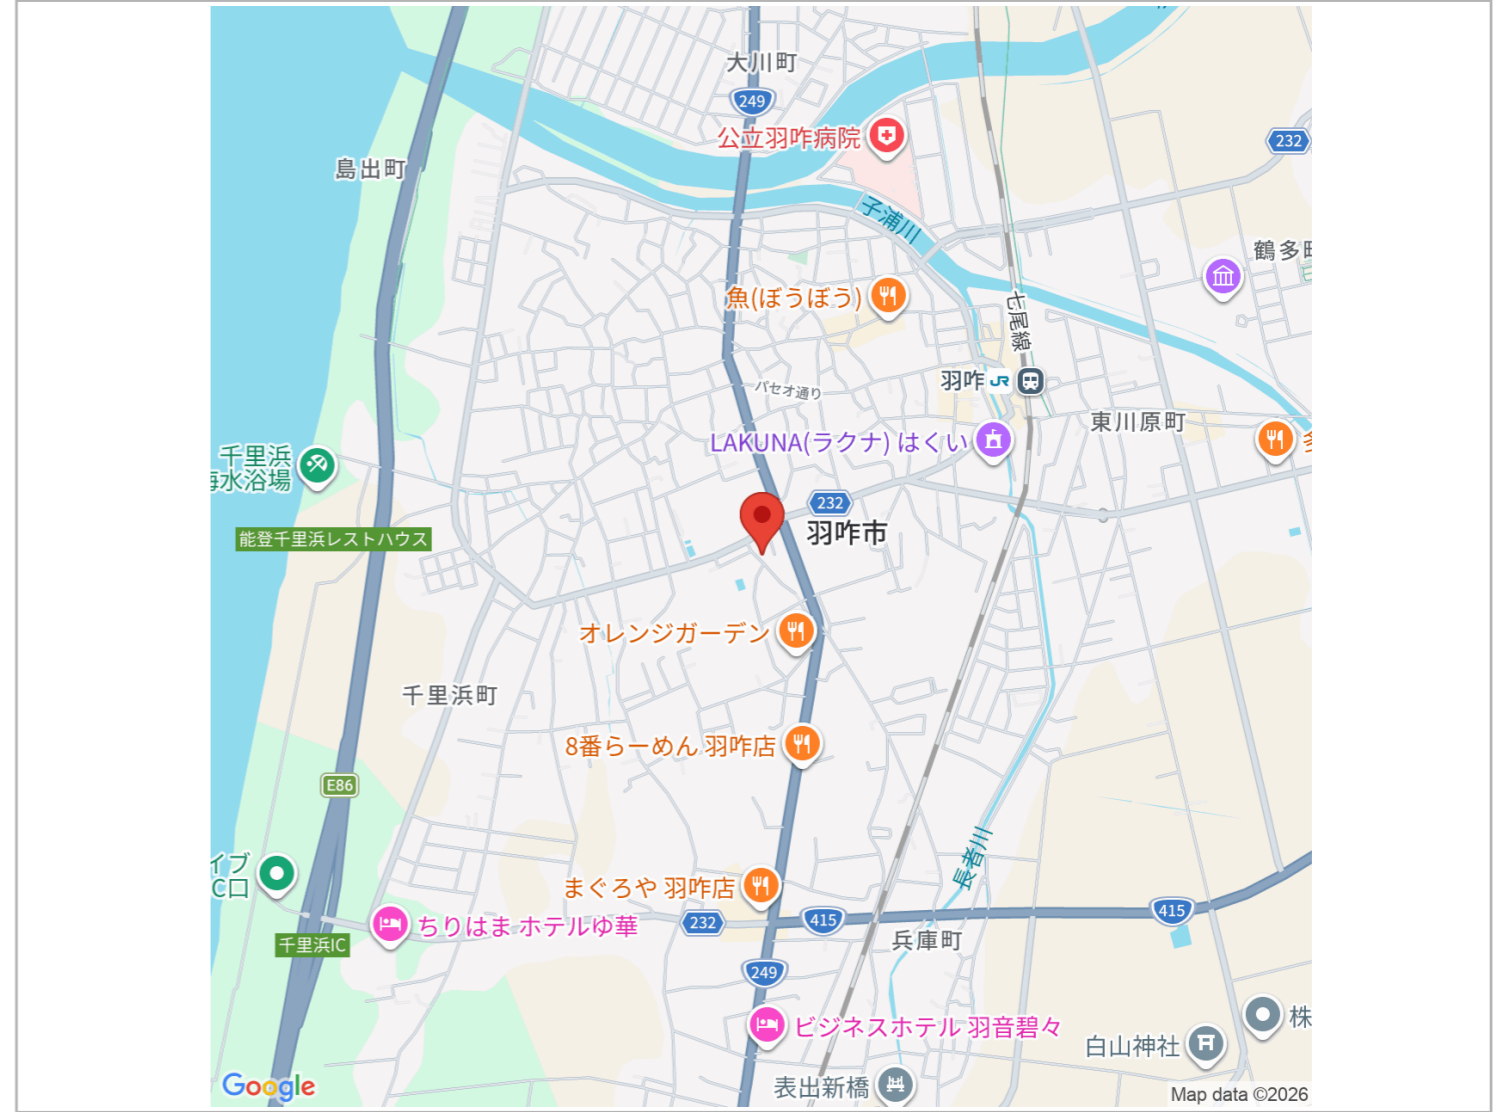 大川町
249
公立羽咋病院
232
島出町
子浦川
鶴多
魚(ぼうぼう)
七尾線
羽咋 JR
パセオ通り
東川原町
LAKUNA(ラクナ) はくい
千里浜
海水浴場
232
羽咋市
能登千里浜レストハウス
オレンジガーデン
千里浜町
8番らーめん 羽咋店
E86
長者川
イブ
C口
まぐろや 羽咋店
ちりはま ホテルゆ華
232
415
415
千里浜IC
兵庫町
249
ビジネスホテル 羽音碧々
株
白山神社
表出新橋
Google
Map data ©2026